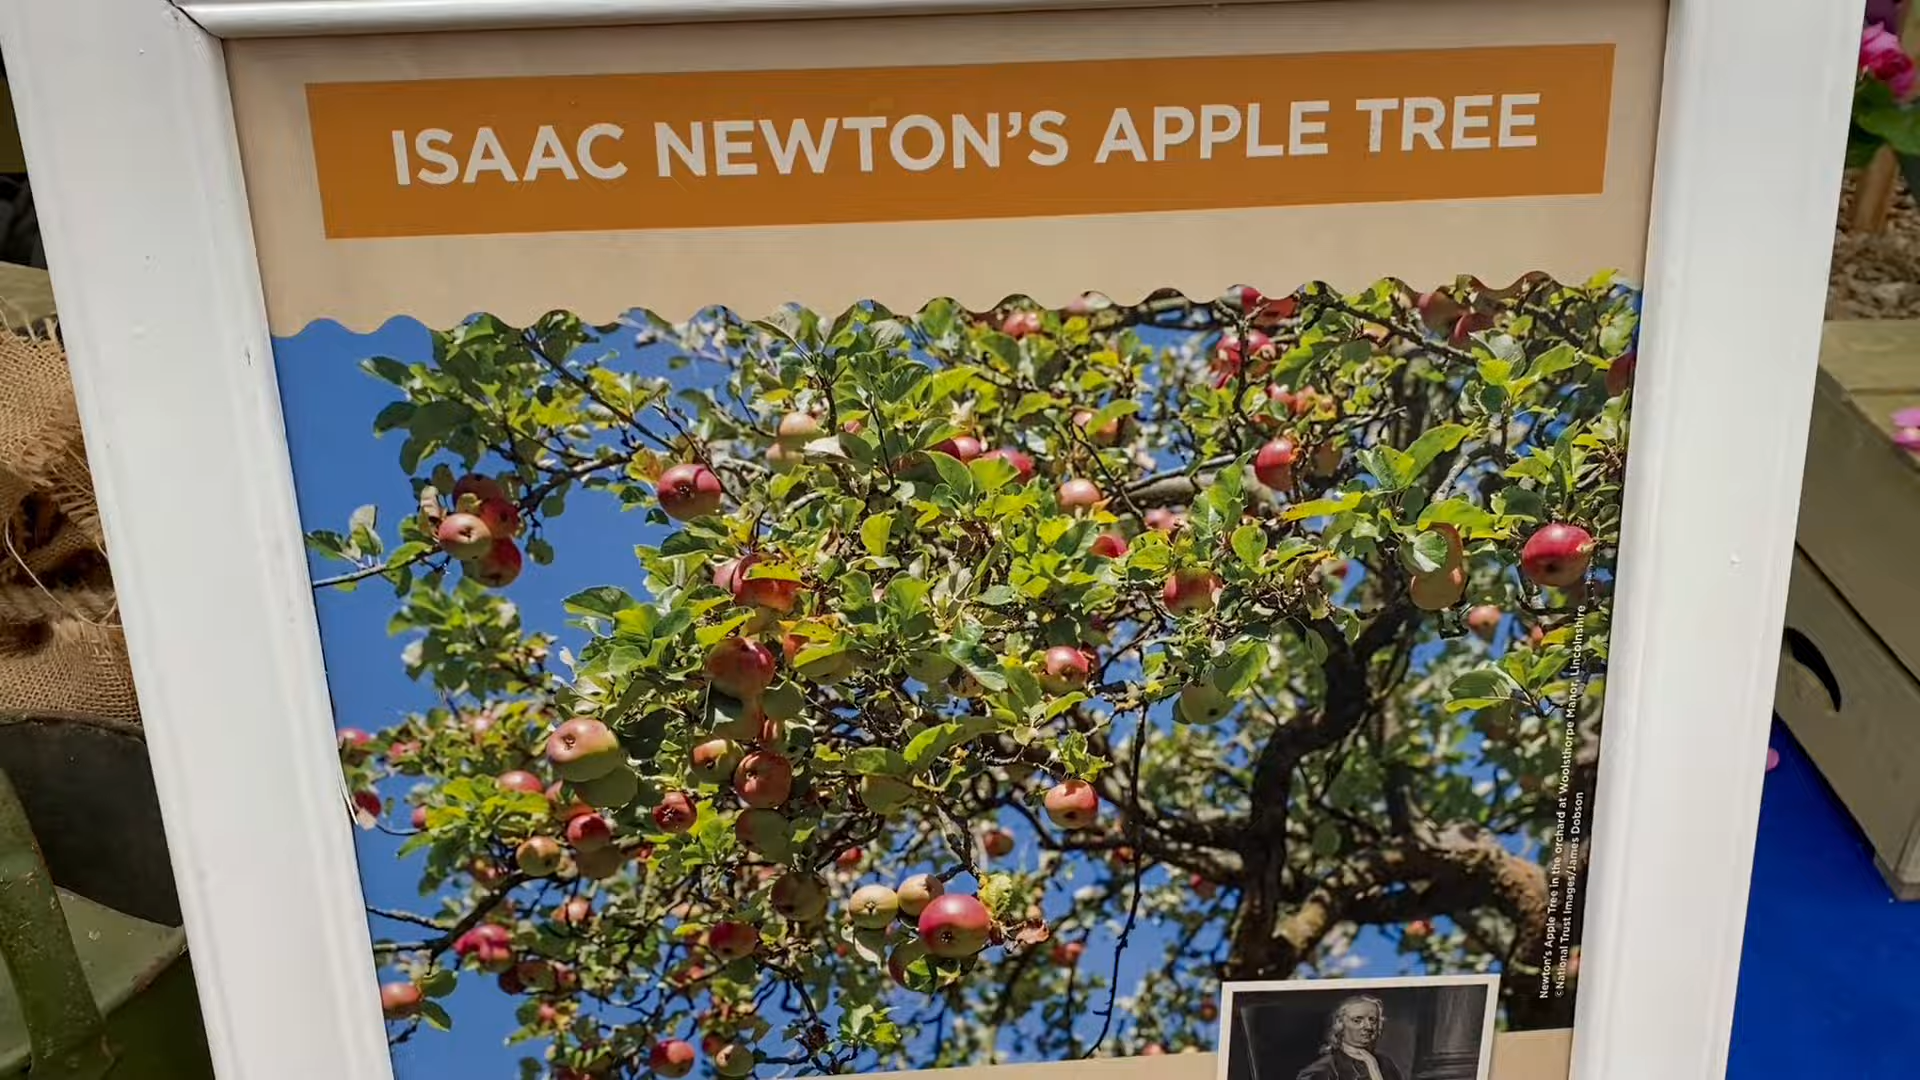 ISAAC NEWTON'S APPLE TREE
Newton's Apple Tree in the orchard at Woolsthorpe Manor, Lincolnshire
©National Trust Images/James Dobson